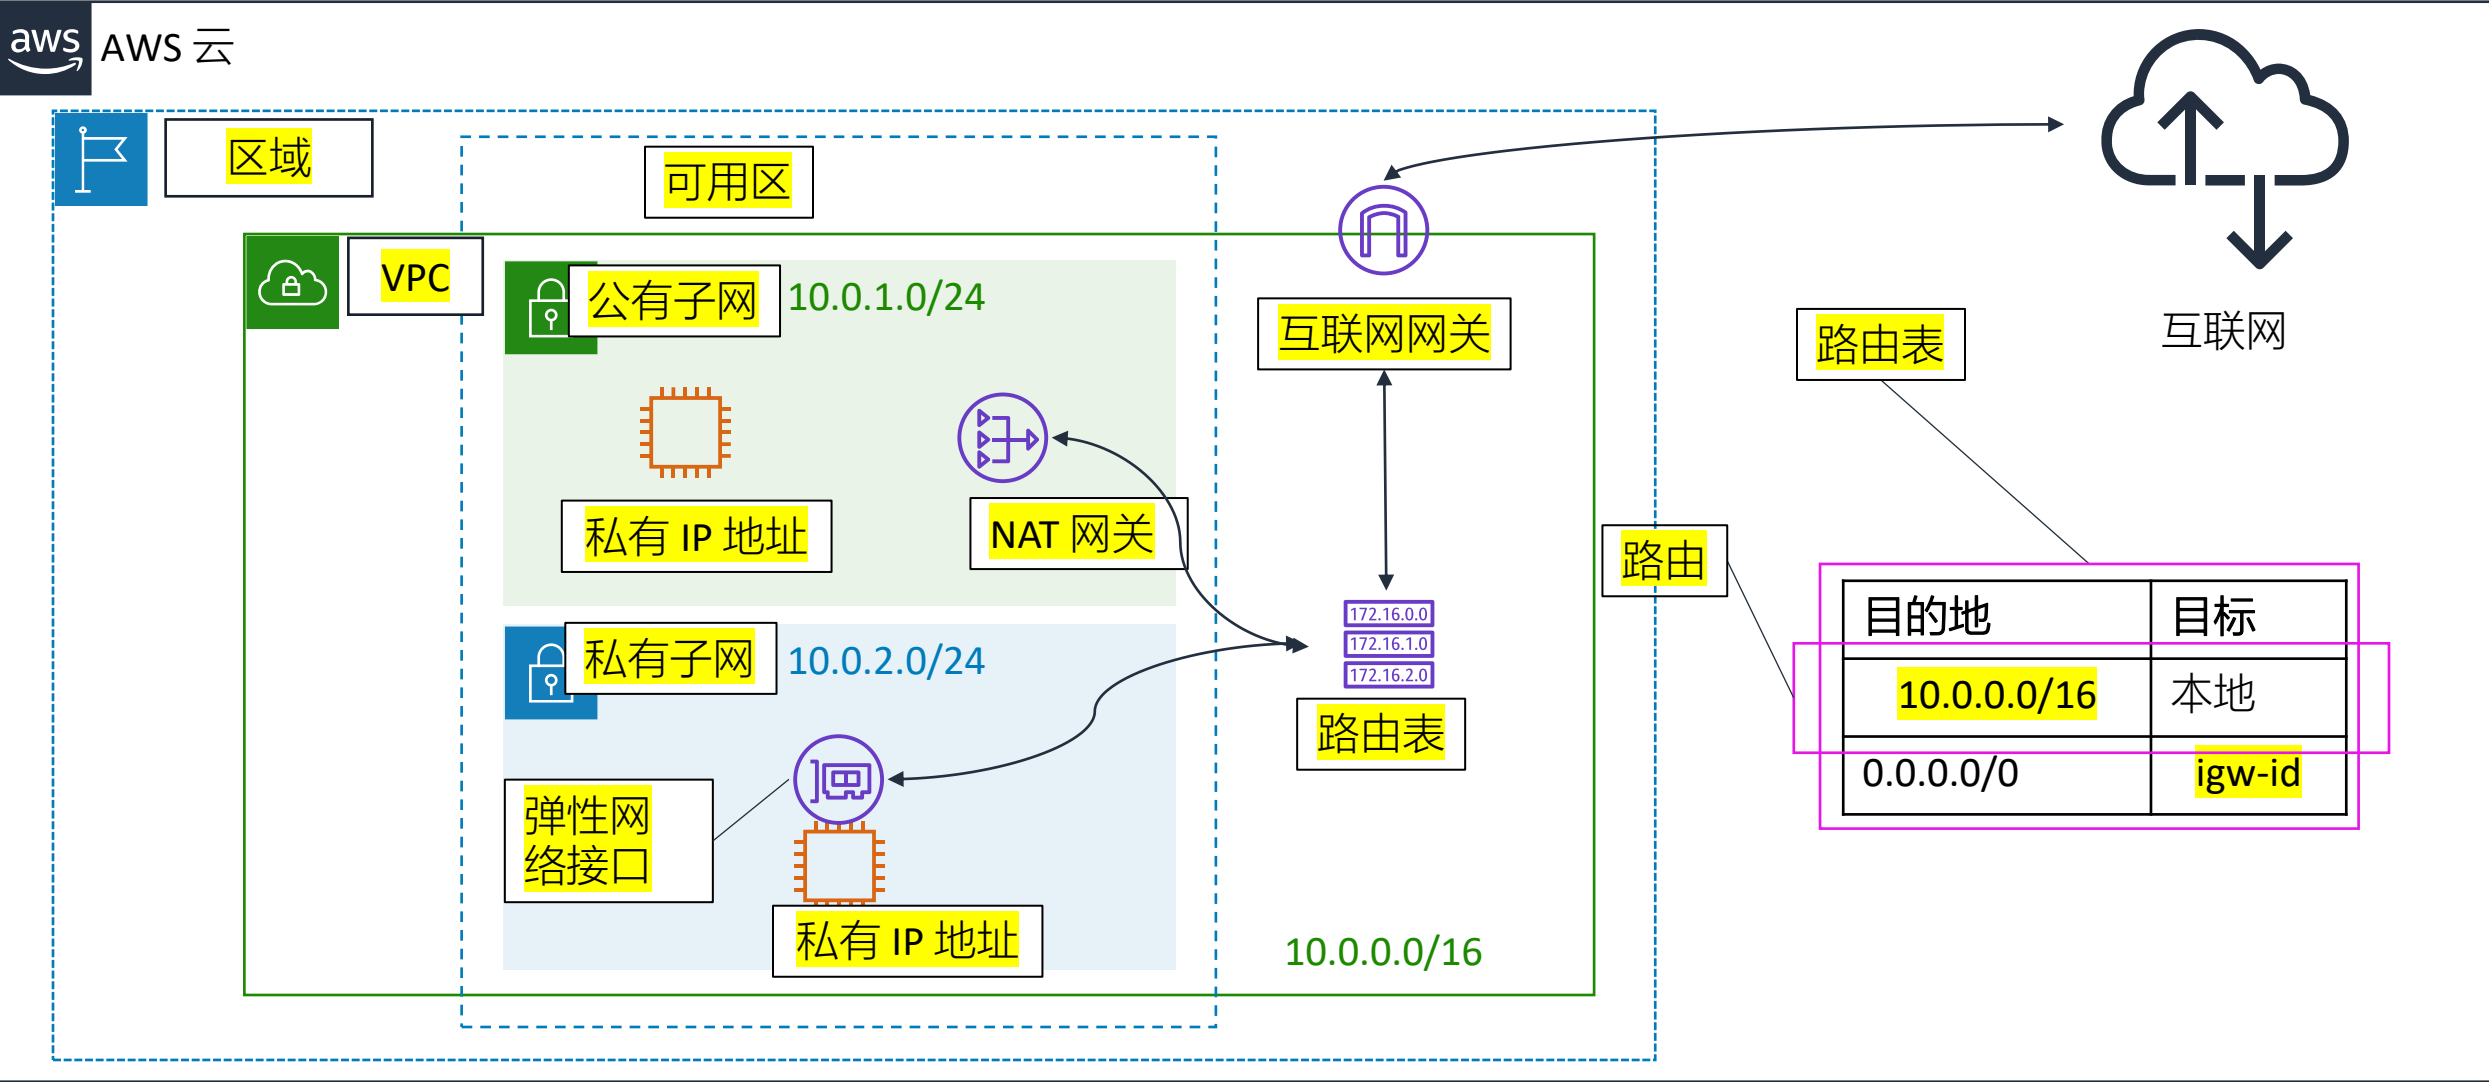 aws
AWS 云
区域
可用区
VPC
公有子网
10.0.1.0/24
互联网网关
互联网
路由表
私有 IP 地址
NAT 网关
路由
172.16.0.0
172.16.1.0
172.16.2.0
路由表
私有子网
10.0.2.0/24
弹性网
络接口
私有 IP 地址
10.0.0.0/16
目的地 目标
10.0.0.0/16 本地
0.0.0.0/0 igw-id